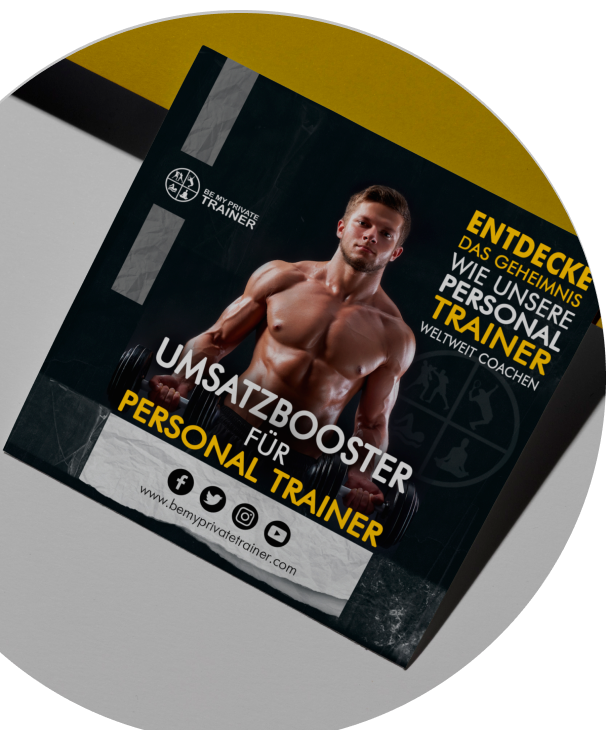 BE MY PRIVATE
TRAINER
ENTDECKE
DAS GEHEIMNIS
WIE UNSERE
PERSONAL
TRAINER
WELTWEIT COACHEN
UMSATZBOOSTER
FÜR
PERSONAL TRAINER
www.bemyprivatetrainer.com